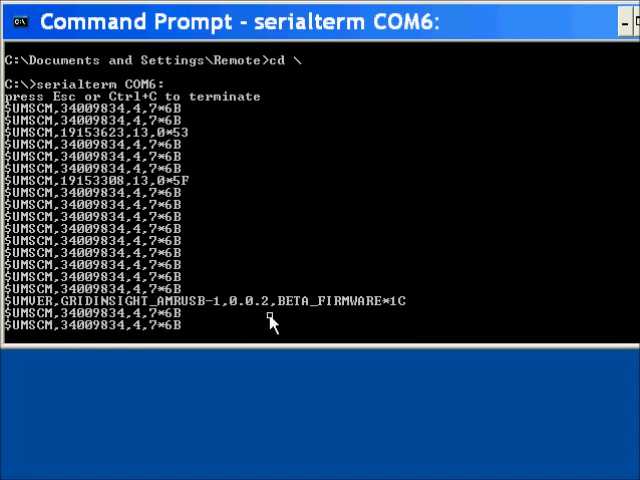 Command Prompt - serialterm COM6:
C:\Documents and Settings\Remote>cd \
C:\>serialterm COM6:
press Esc or Ctrl+C to terminate
$UMSCM,34009834,4,7*6B
$UMSCM,34009834,4,7*6B
$UMSCM,19153623,13,0*53
$UMSCM,34009834,4,7*6B
$UMSCM,34009834,4,7*6B
$UMSCM,34009834,4,7*6B
$UMSCM,19153308,13,0*5F
$UMSCM,34009834,4,7*6B
$UMSCM,34009834,4,7*6B
$UMSCM,34009834,4,7*6B
$UMSCM,34009834,4,7*6B
$UMSCM,34009834,4,7*6B
$UMSCM,34009834,4,7*6B
$UMSCM,34009834,4,7*6B
$UMSCM,34009834,4,7*6B
$UMSCM,34009834,4,7*6B
$UMVER,GRIDINSIGHT_AMRUSB-1,0.0.2,BETA_FIRMWARE*1C
$UMSCM,34009834,4,7*6B
$UMSCM,34009834,4,7*6B